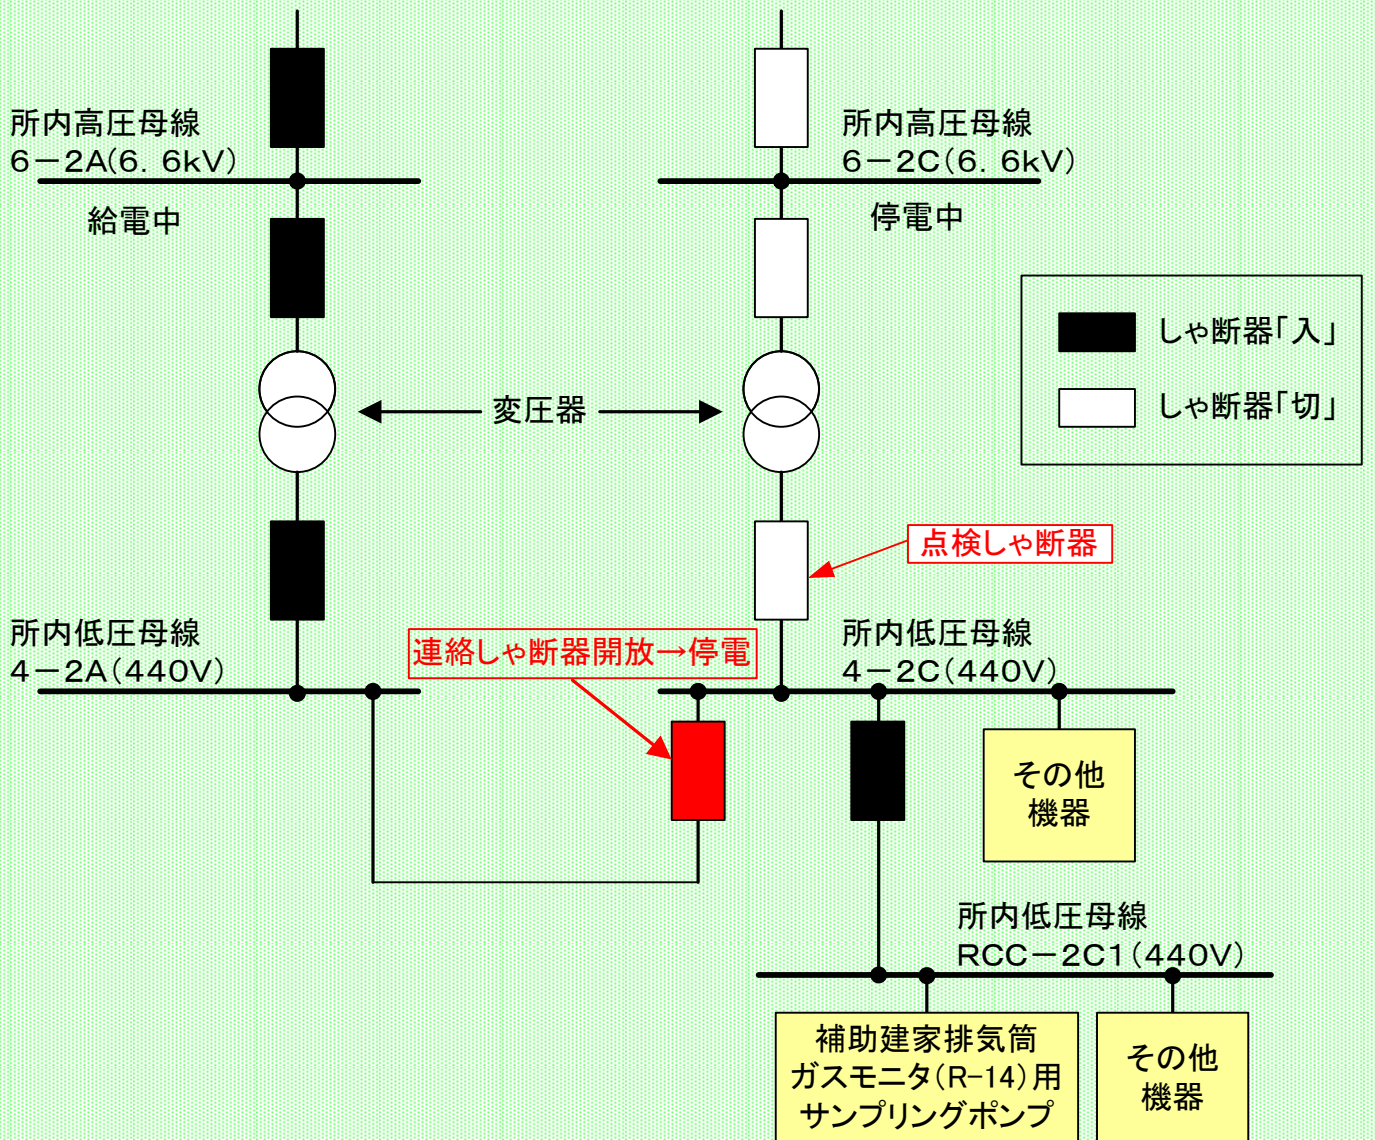 所内高圧母線
6－2A(6. 6kV)
給電中
所内高圧母線
6－2C(6. 6kV)
停電中
しゃ断器「入」
しゃ断器「切」
変圧器
点検しゃ断器
連絡しゃ断器開放→停電
所内低圧母線
4－2A(440V)
所内低圧母線
4－2C(440V)
その他
機器
所内低圧母線
RCC－2C1(440V)
補助建家排気筒
ガスモニタ(R-14)用
サンプリングポンプ
その他
機器